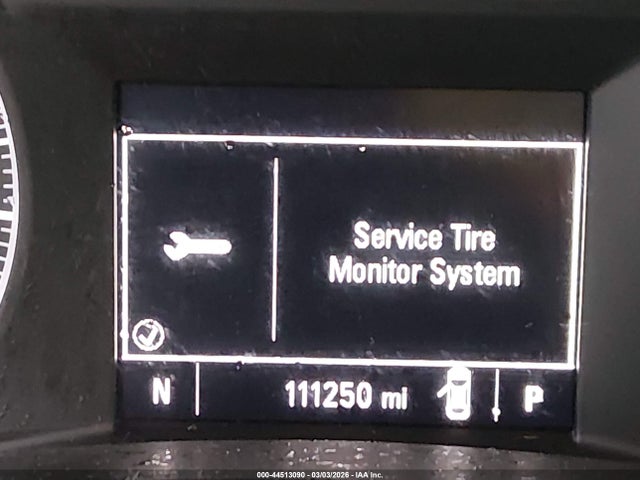 Service Tire
Monitor System
N
111250 mi
P
000-44513090 - 03/03/2026 - IAA Inc.